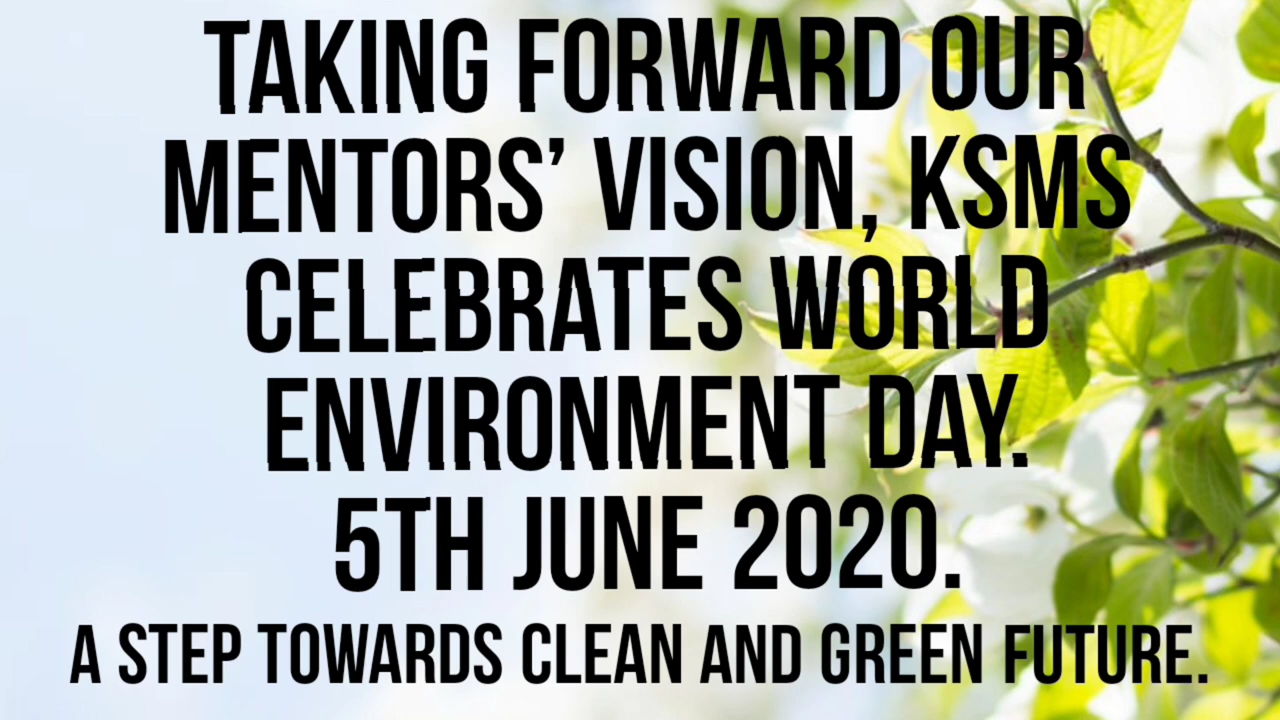 TAKING FORWARD OUR
MENTORS’ VISION, KSMS
CELEBRATES WORLD
ENVIRONMENT DAY.
5TH JUNE 2020.
A STEP TOWARDS CLEAN AND GREEN FUTURE.